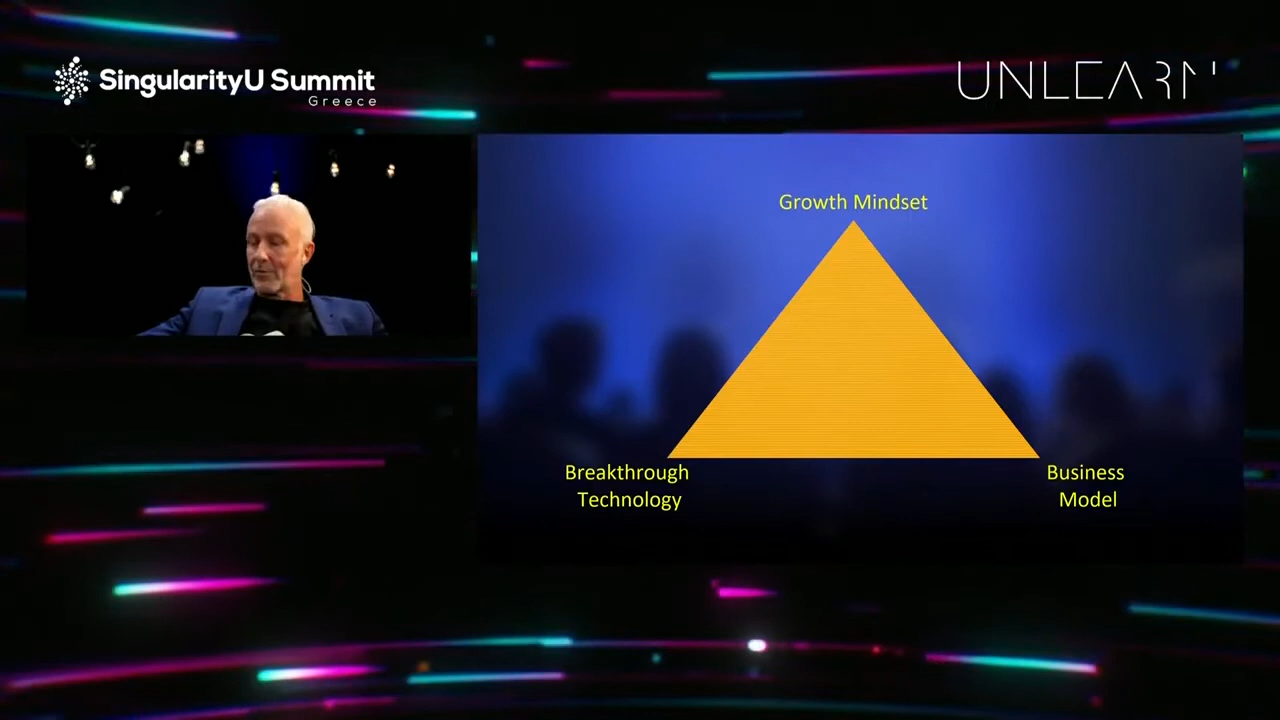 SingularityU Summit
Greece
UNLEARN
Growth Mindset
Breakthrough
Technology
Business
Model